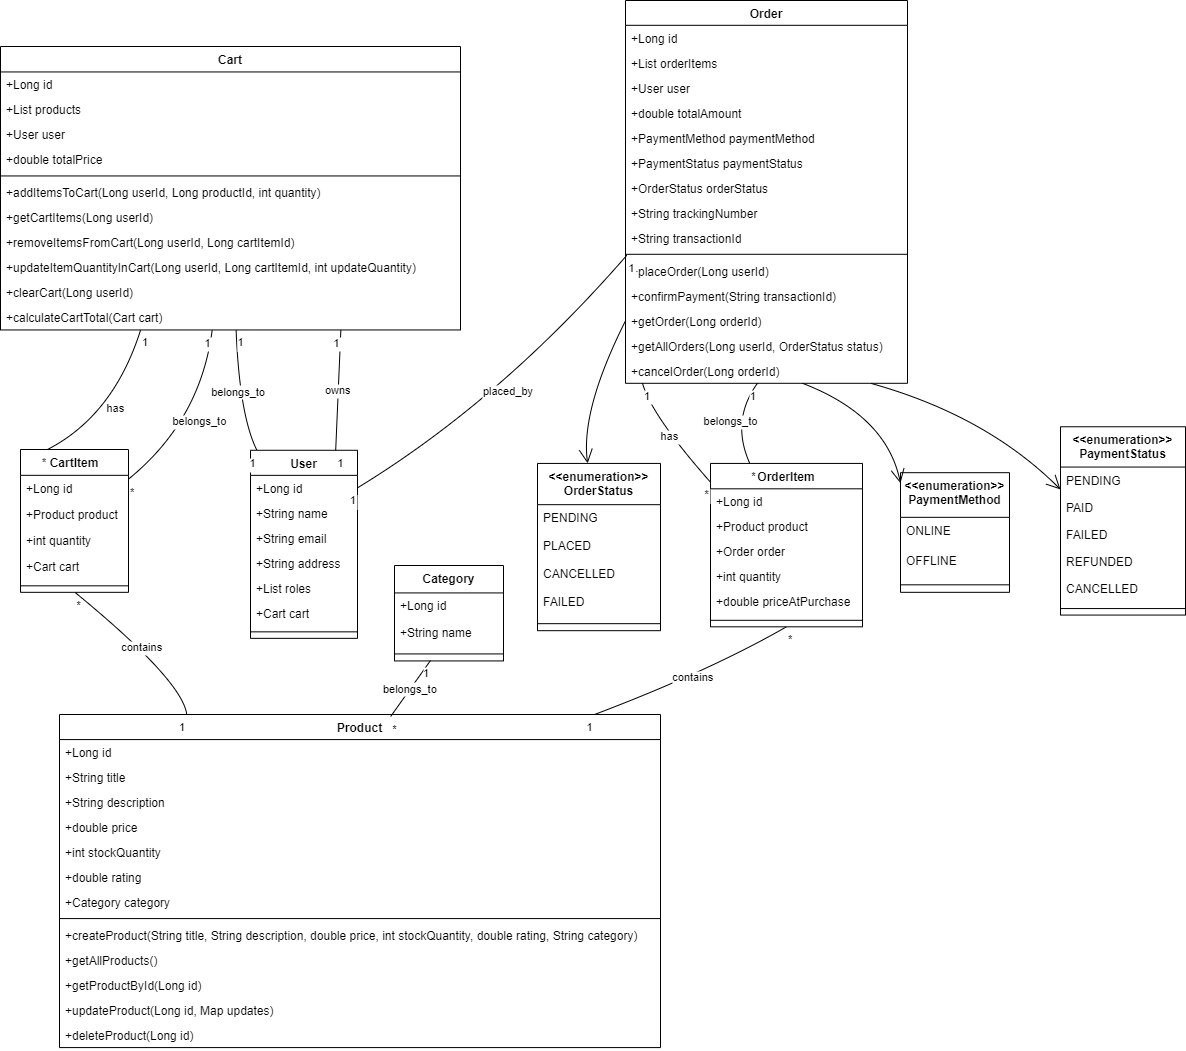 Cart
+Long id
+List products
+User user
+double totalPrice
+addItemsToCart(Long userId, Long productId, int quantity)
+getCartItems(Long userId)
+removeItemsFromCart(Long userId, Long cartItemId)
+updateItemQuantityInCart(Long userId, Long cartItemId, int updateQuantity)
+clearCart(Long userId)
+calculateCartTotal(Cart cart)
Order
+Long id
+List orderItems
+User user
+double totalAmount
+PaymentMethod paymentMethod
+PaymentStatus paymentStatus
+OrderStatus orderStatus
+String trackingNumber
+String transactionId
1
placeOrder(Long userId)
+confirmPayment(String transactionId)
+getOrder(Long orderId)
+getAllOrders(Long userId, OrderStatus status)
+cancelOrder(Long orderId)
1
1
1
1
has
belongs_to
belongs_to
owns
placed_by
1
has
1
belongs_to
* CartItem
*
+Long id
+Product product
+int quantity
+Cart cart
*
1
User
1
1
+Long id
+String name
+String email
+String address
+List roles
+Cart cart
Category
+Long id
+String name
1
belongs_to
<<enumeration>>
OrderStatus
PENDING
PLACED
CANCELLED
FAILED
*
* OrderItem
+Long id
+Product product
+Order order
+int quantity
+double priceAtPurchase
*
<<enumeration>>
PaymentMethod
ONLINE
OFFLINE
<<enumeration>>
PaymentStatus
PENDING
PAID
FAILED
REFUNDED
CANCELLED
contains
contains
1
Product
*
1
+Long id
+String title
+String description
+double price
+int stockQuantity
+double rating
+Category category
+createProduct(String title, String description, double price, int stockQuantity, double rating, String category)
+getAllProducts()
+getProductById(Long id)
+updateProduct(Long id, Map updates)
+deleteProduct(Long id)